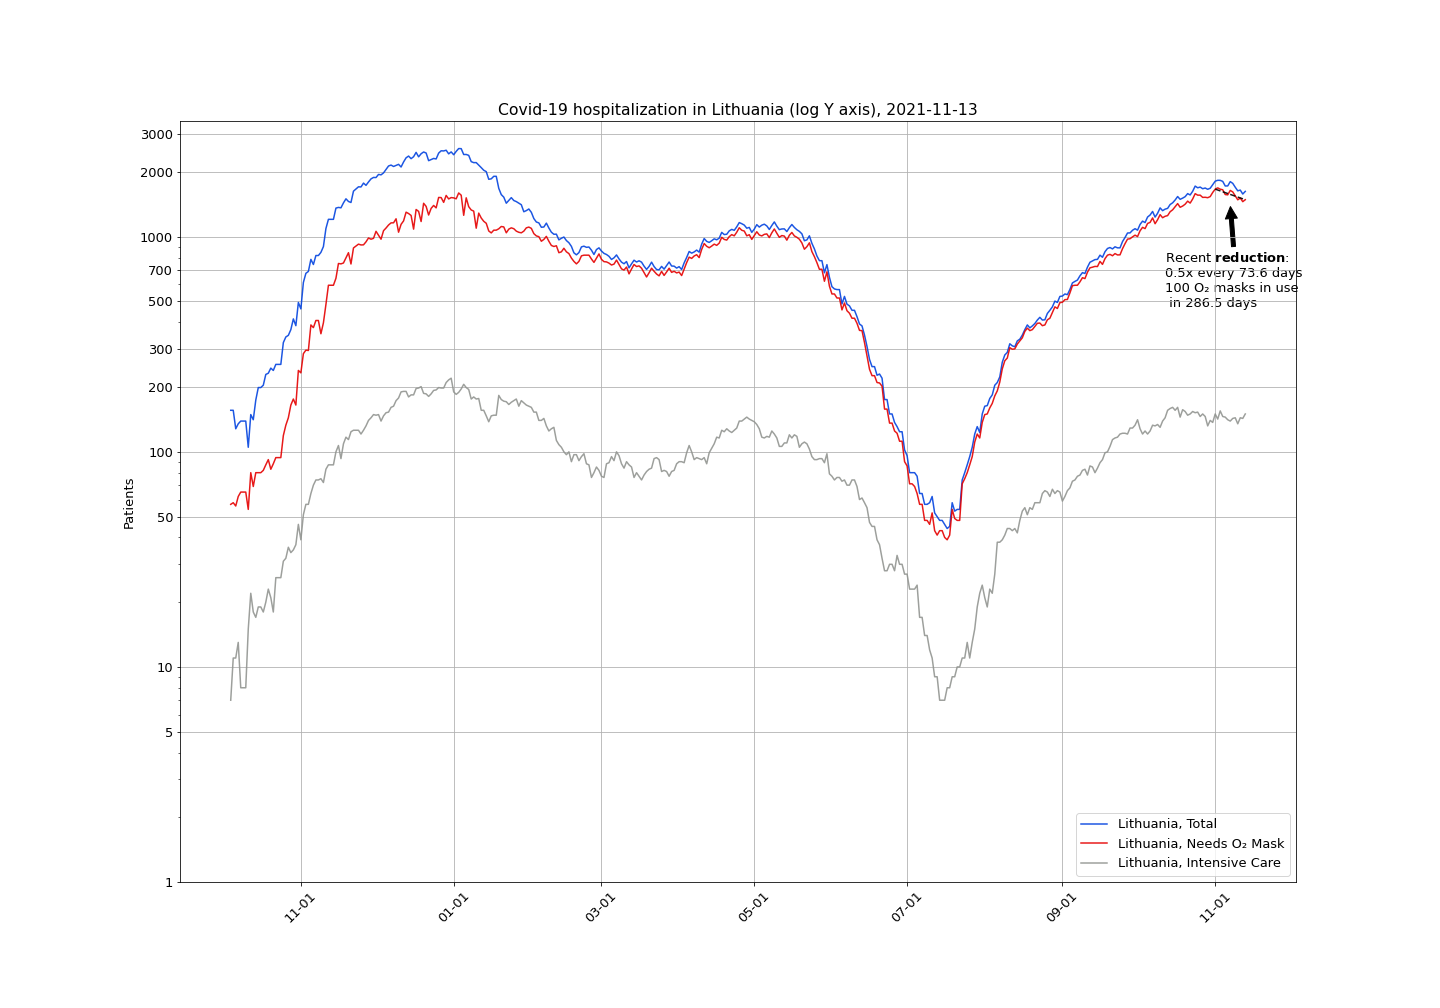 Covid-19 hospitalization in Lithuania (log Y axis), 2021-11-13
3000
2000
1000
700
500
300
200
100
50
10
5
1
Patients
Recent reduction:
0.5x every 73.6 days
100 O₂ masks in use
in 286.5 days
Lithuania, Total
Lithuania, Needs O₂ Mask
Lithuania, Intensive Care
11-01
01-01
03-01
05-01
07-01
09-01
11-01